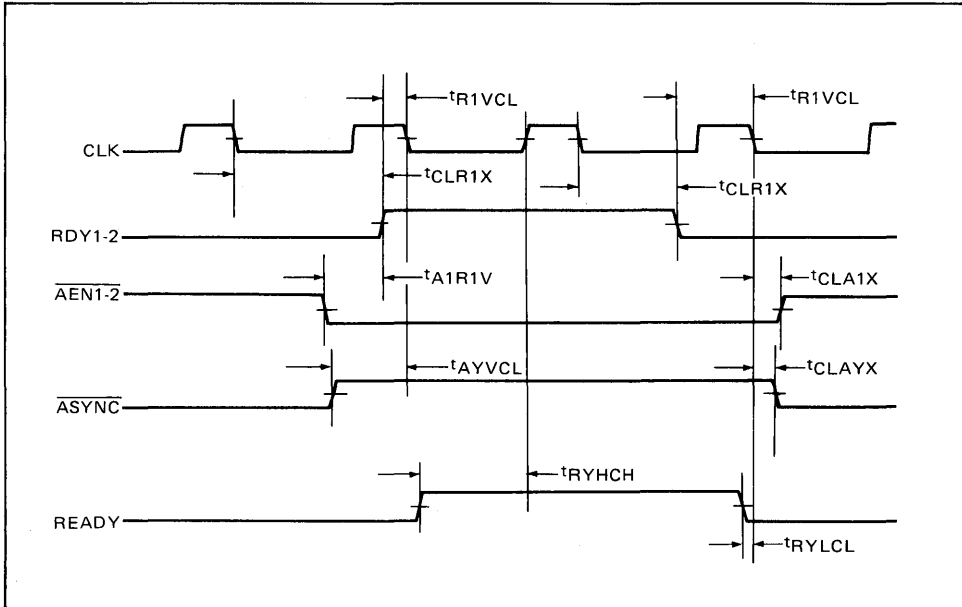 tR1VCL tR1VCL
CLK
tCLR1X tCLR1X
RDY1-2
tA1R1V tCLA1X
AEN1-2
tAYVCL tCLAYX
ASYNC
tRYHCH
READY
tRYLCL